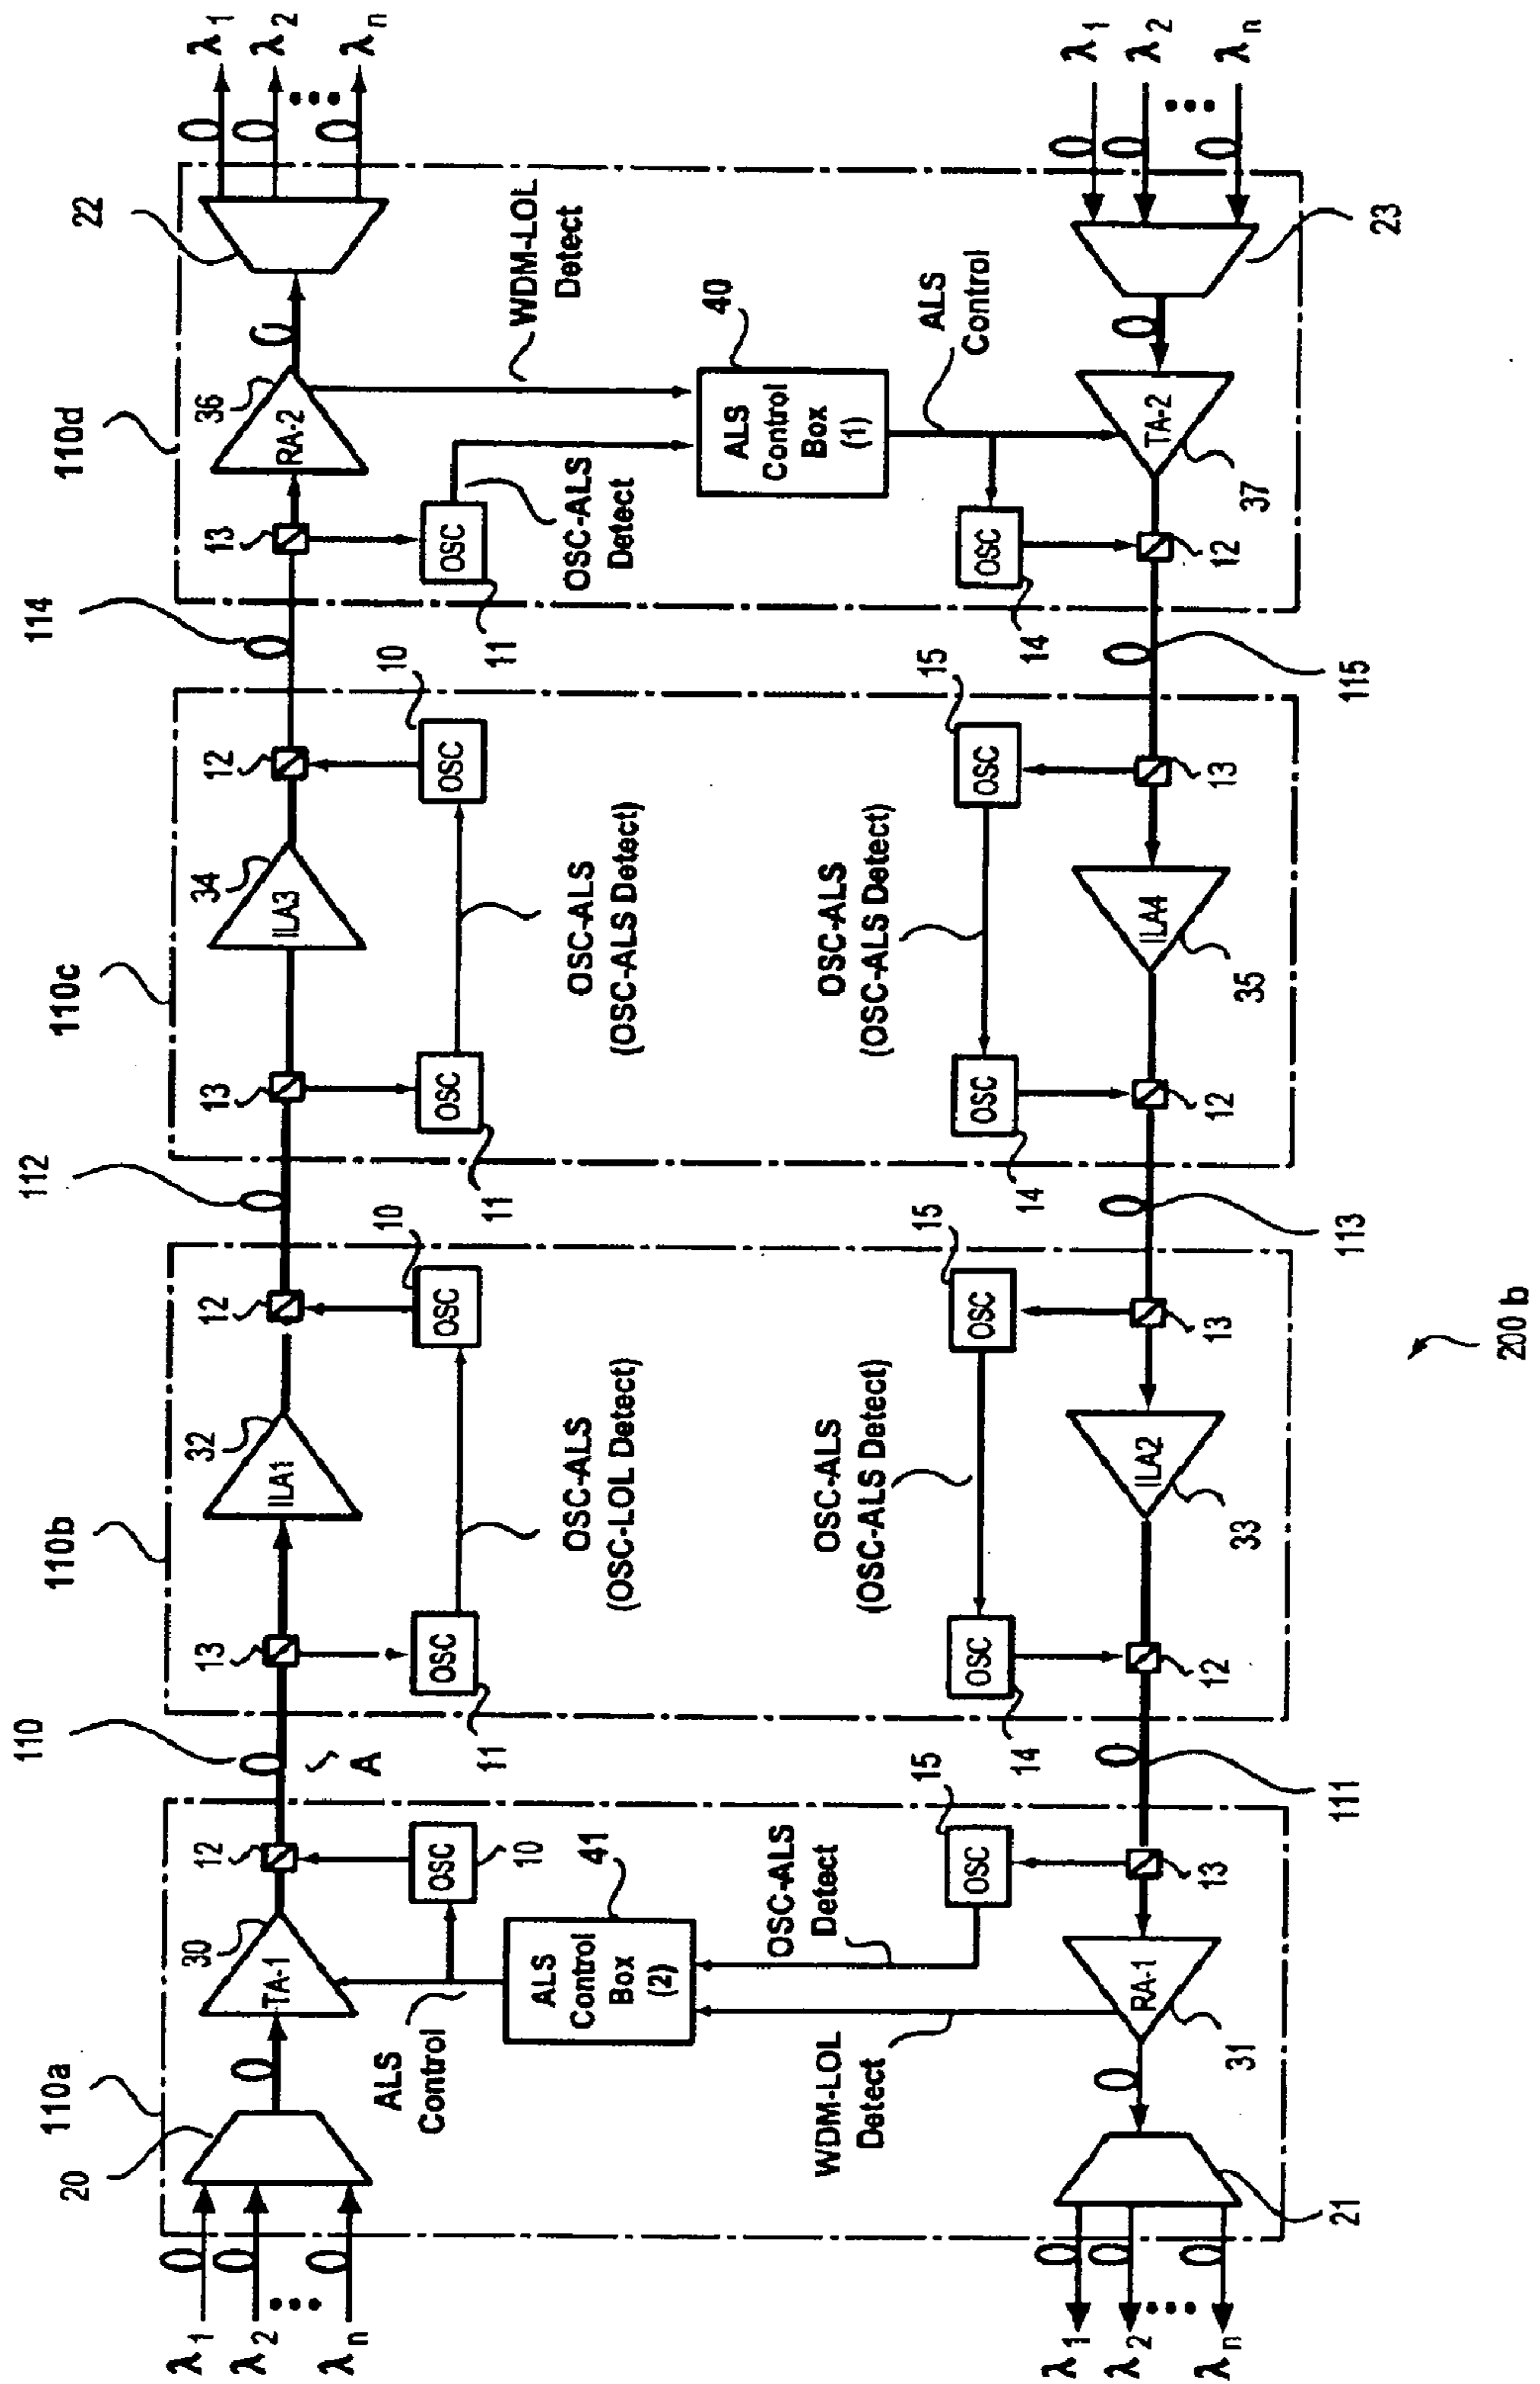 110a
110b
110c
110d
20
λ1
λ2
λn
30
TA-1
12
110
A
13
32
ILA1
12
112
13
34
ILA3
12
114
13
36
RA-2
22
λ1
λ2
λn
ALS
Control
OSC
10
11
OSC
OSC
10
11
OSC
OSC
10
11
OSC
OSC-ALS
Detect
WDM-LOL
Detect
ALS
Control
Box
(2)
41
OSC-ALS
(OSC-LOL Detect)
OSC-ALS
(OSC-ALS Detect)
ALS
Control
Box
(1)
40
WDM-LOL
Detect
OSC-ALS
Detect
OSC-ALS
(OSC-ALS Detect)
OSC-ALS
(OSC-ALS Detect)
ALS
Control
15
OSC
14
OSC
15
OSC
14
OSC
15
OSC
14
OSC
21
λ1
λ2
λn
31
RA-1
13
111
12
33
ILA2
13
113
12
35
ILA4
13
115
12
37
TA-2
23
λ1
λ2
λn
200 b